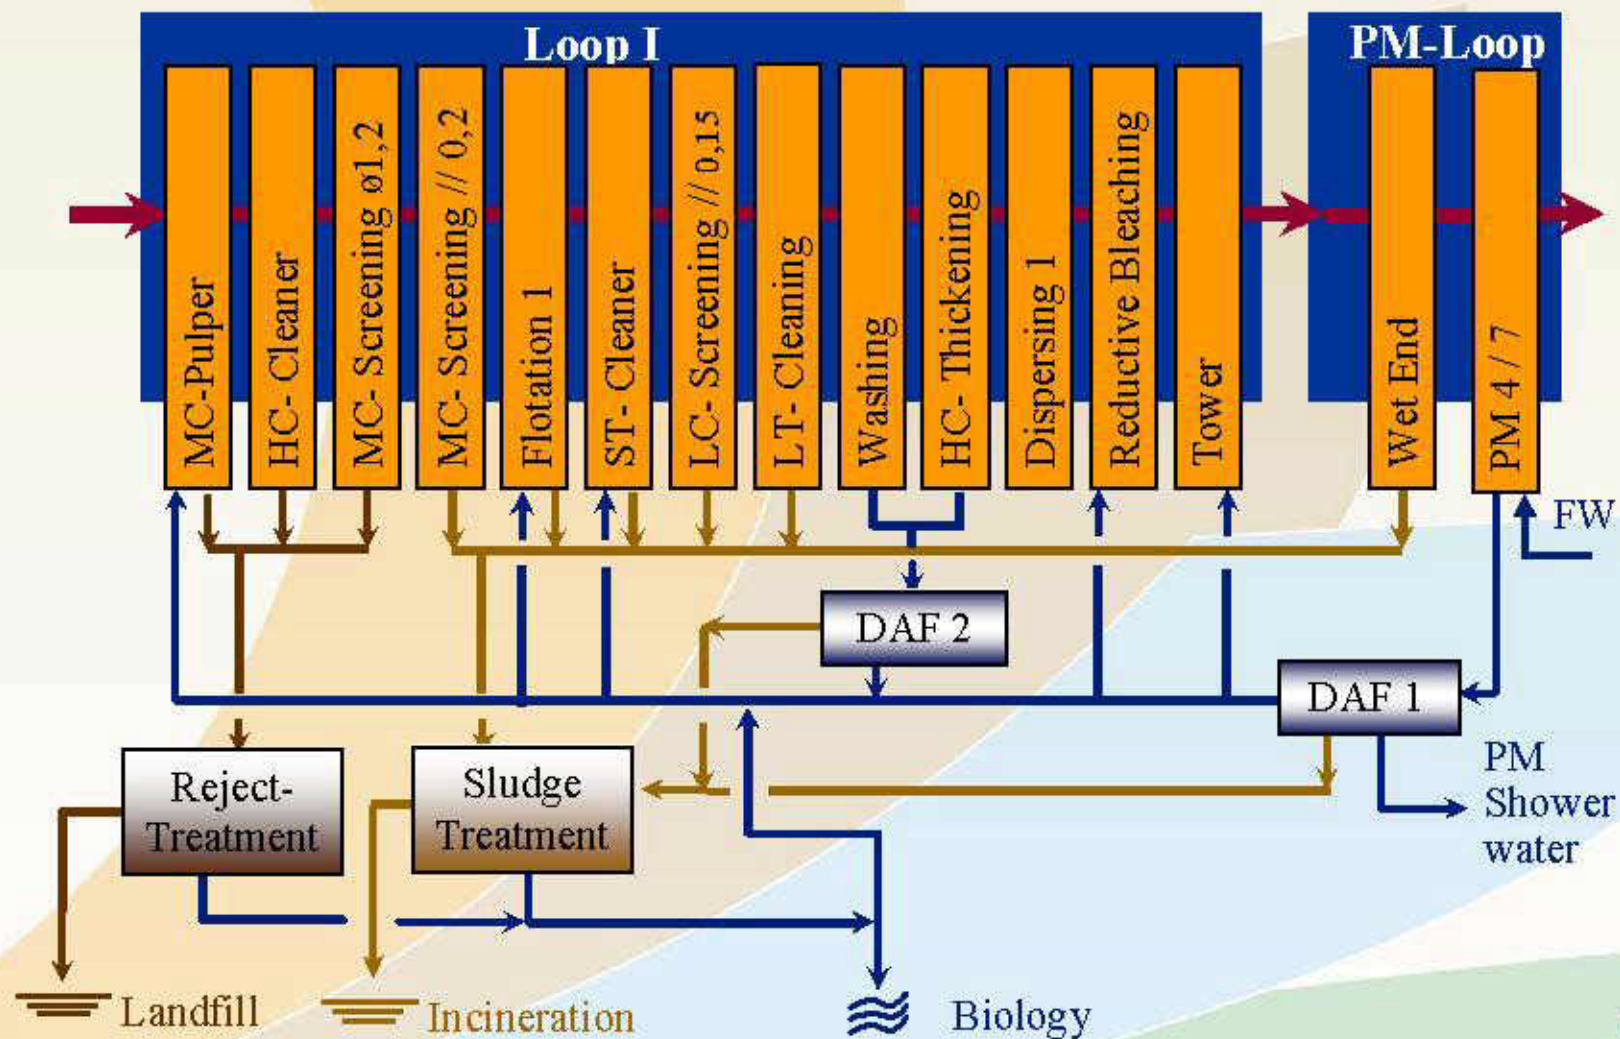 Loop I
PM-Loop
MC-Pulper
HC- Cleaner
MC- Screening ø1,2
MC- Screening // 0,2
Flotation 1
ST- Cleaner
LC- Screening // 0,15
LT- Cleaning
Washing
HC- Thickening
Dispersing 1
Reductive Bleaching
Tower
Wet End
PM 4 / 7
FW
DAF 2
DAF 1
PM
Shower
water
Reject-
Treatment
Sludge
Treatment
Landfill
Incineration
Biology